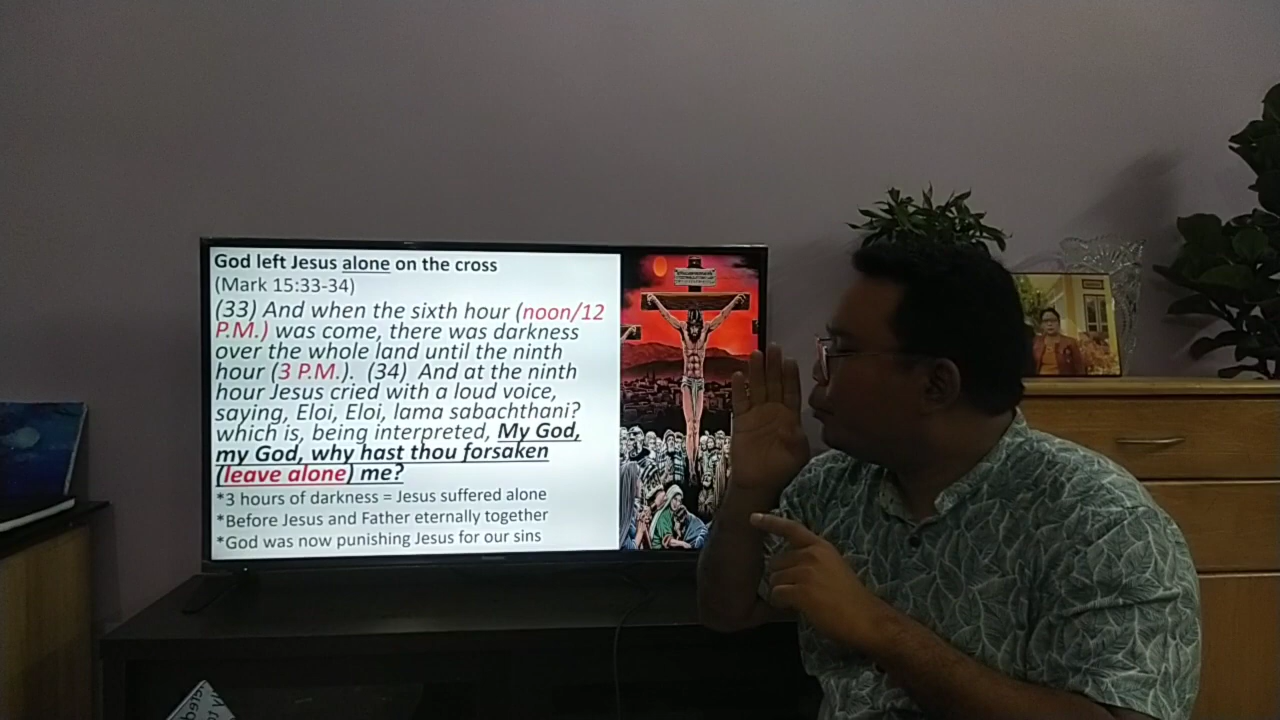 God left Jesus alone on the cross
(Mark 15:33-34)
(33) And when the sixth hour (noon/12
P.M.) was come, there was darkness
over the whole land until the ninth
hour (3 P.M.). (34) And at the ninth
hour Jesus cried with a loud voice,
saying, Eloi, Eloi, lama sabachthani?
which is, being interpreted, My God,
my God, why hast thou forsaken
(leave alone) me?
*3 hours of darkness = Jesus suffered alone
*Before Jesus and Father eternally together
*God was now punishing Jesus for our sins